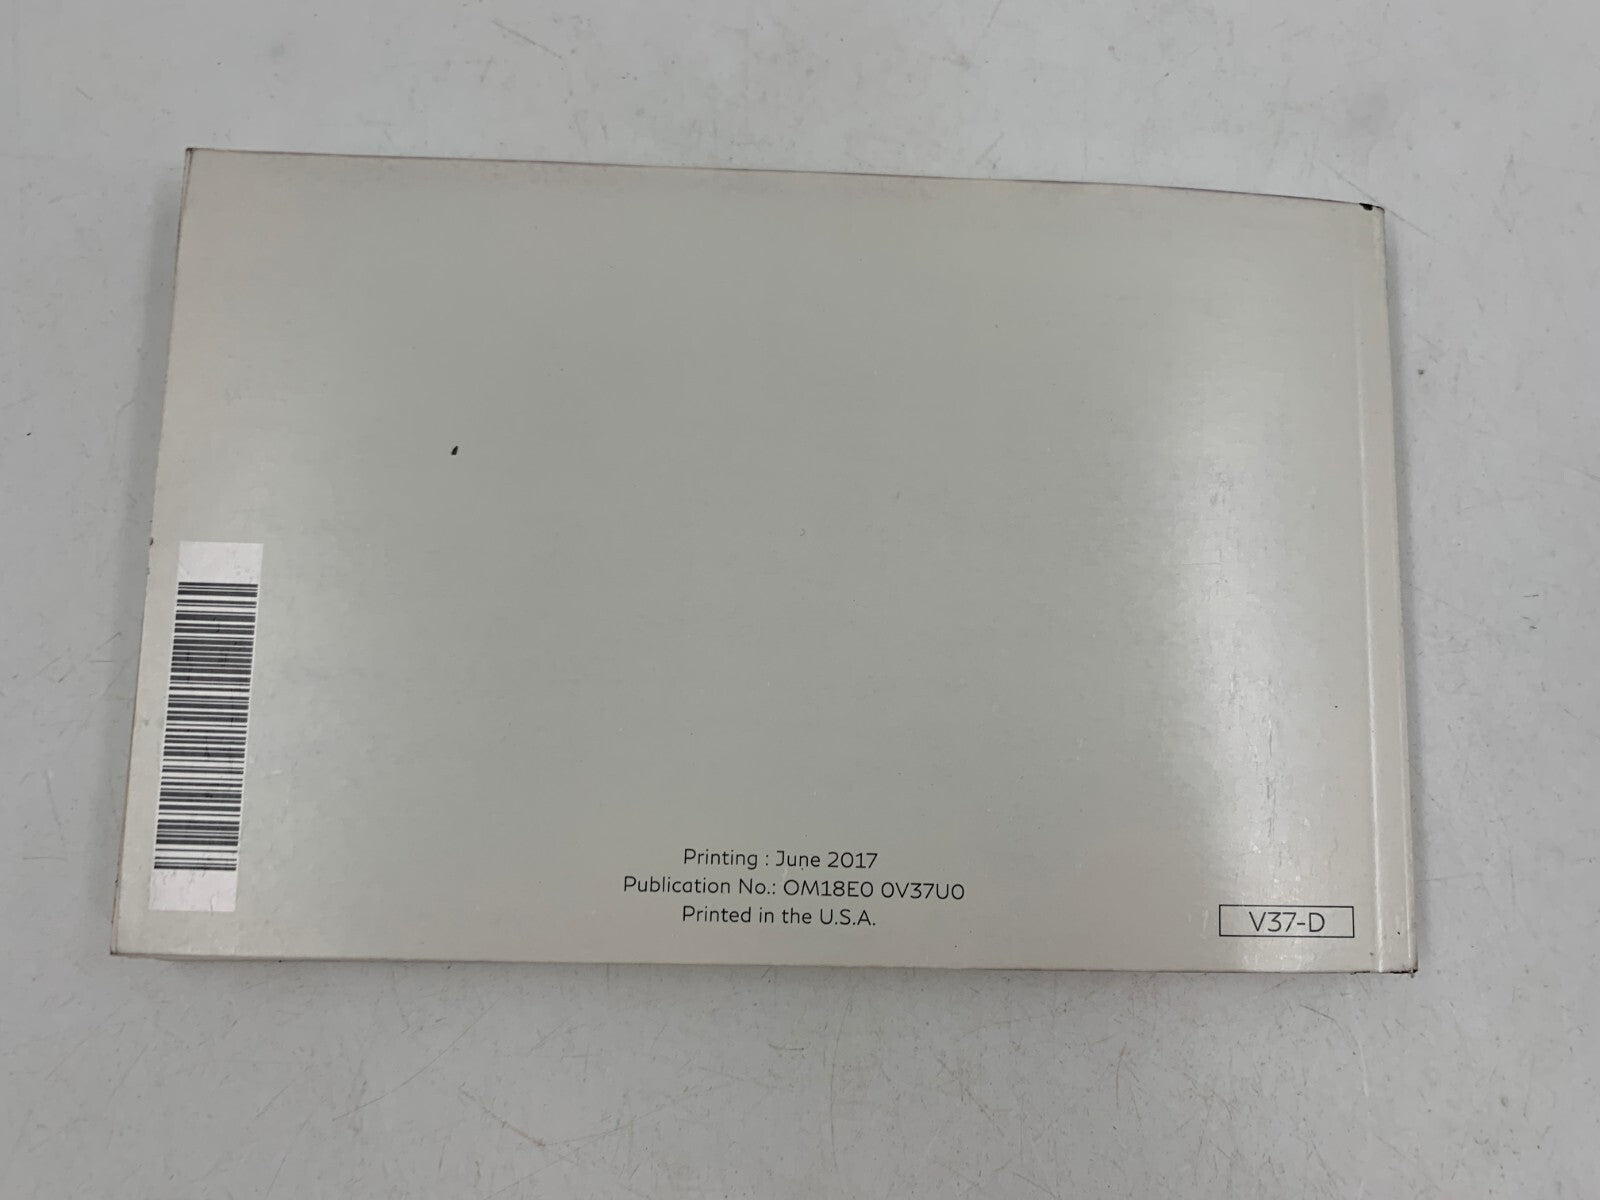 Printing : June 2017
Publication No.: OM18E0 0V37U0
Printed in the U.S.A.
V37-D